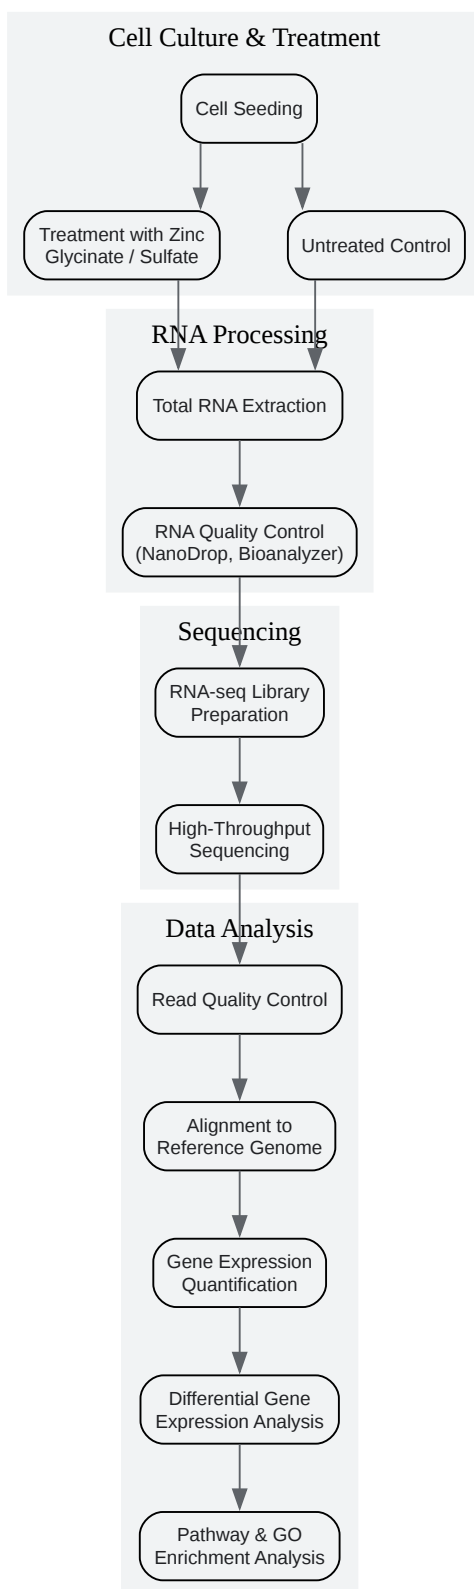 Cell Culture & Treatment
Cell Seeding
Treatment with Zinc
Glycinate / Sulfate
Untreated Control
RNA Processing
Total RNA Extraction
RNA Quality Control
(NanoDrop, Bioanalyzer)
Sequencing
RNA-seq Library
Preparation
High-Throughput
Sequencing
Data Analysis
Read Quality Control
Alignment to
Reference Genome
Gene Expression
Quantification
Differential Gene
Expression Analysis
Pathway & GO
Enrichment Analysis